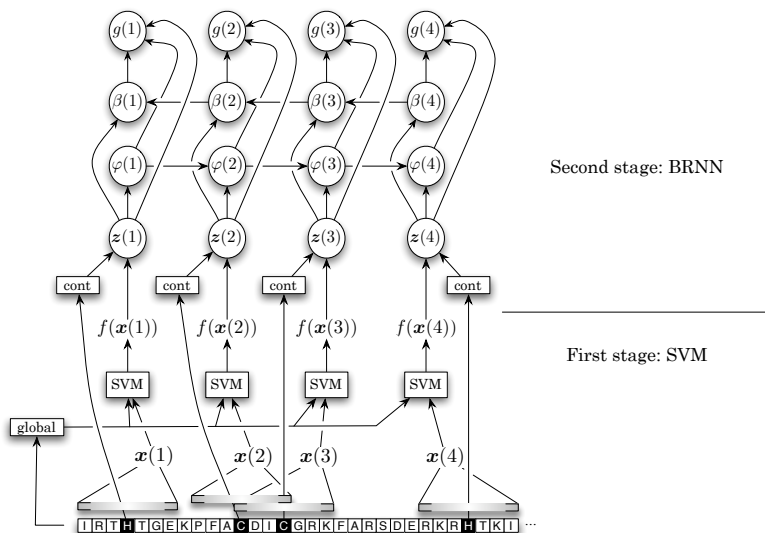 g(1) g(2) g(3) g(4)
β(1) β(2) β(3) β(4)
φ(1) φ(2) φ(3) φ(4)
Second stage: BRNN
z(1) z(2) z(3) z(4)
cont cont cont cont
f(x(1)) f(x(2)) f(x(3)) f(x(4))
First stage: SVM
SVM SVM SVM SVM
global
x(1) x(2) x(3) x(4)
I R T H T G E K P F A C D I C G R K F A R S D E R K R H T K I ...